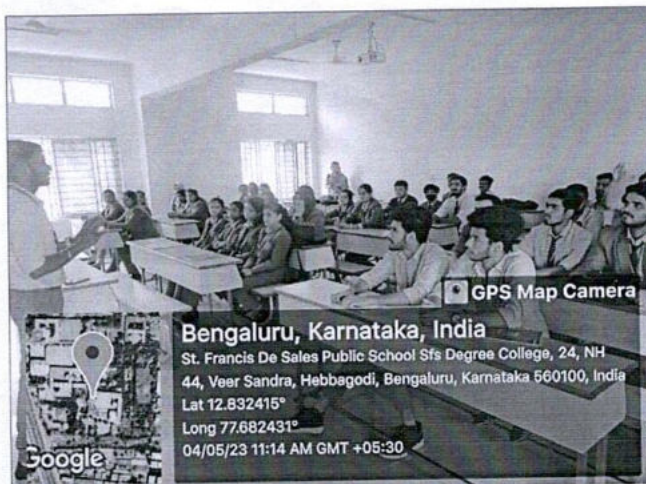 GPS Map Camera
Bengaluru, Karnataka, India
St. Francis De Sales Public School Sfs Degree College, 24, NH
44, Veer Sandra, Hebbagodi, Bengaluru, Karnataka 560100, India
Lat 12.832415°
Long 77.682431°
04/05/23 11:14 AM GMT +05:30
Google